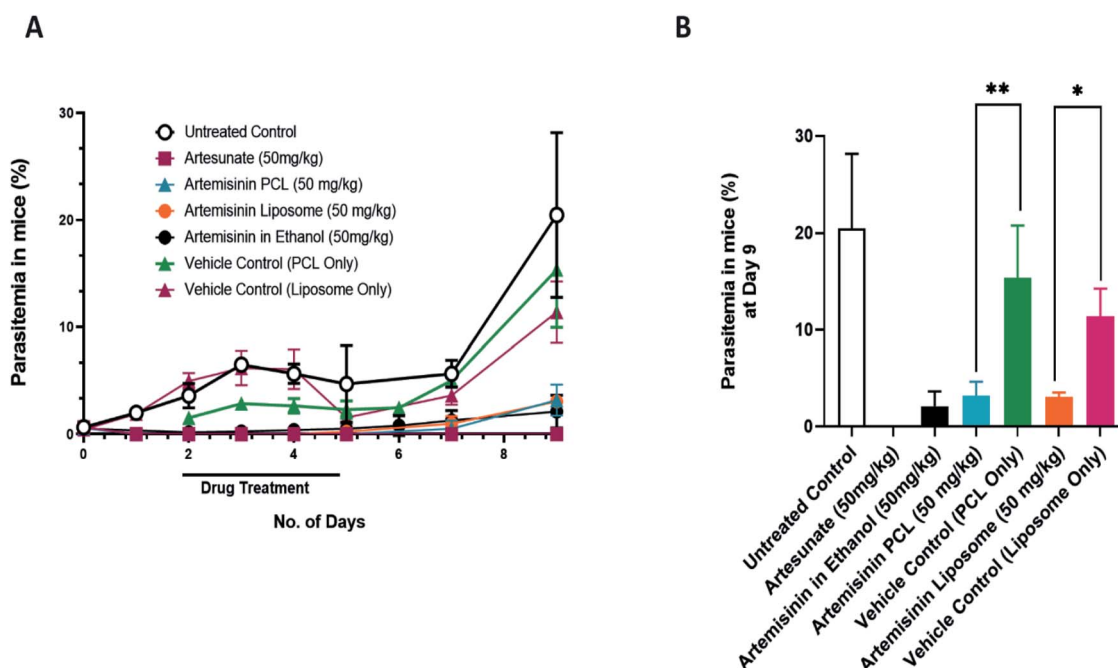 A
Parasitemia in mice (%)
30
20
10
0
Untreated Control
Artesunate (50mg/kg)
Artemisinin PCL (50 mg/kg)
Artemisinin Liposome (50 mg/kg)
Artemisinin in Ethanol (50mg/kg)
Vehicle Control (PCL Only)
Vehicle Control (Liposome Only)
0 2 4 6 8
Drug Treatment
No. of Days
B
Parasitemia in mice (%)
at Day 9
30
20
10
0
** *
Untreated Control
Artesunate (50mg/kg)
Artemisinin in Ethanol (50mg/kg)
Artemisinin PCL (50 mg/kg)
Vehicle Control (PCL Only)
Artemisinin Liposome (50 mg/kg)
Vehicle Control (Liposome Only)